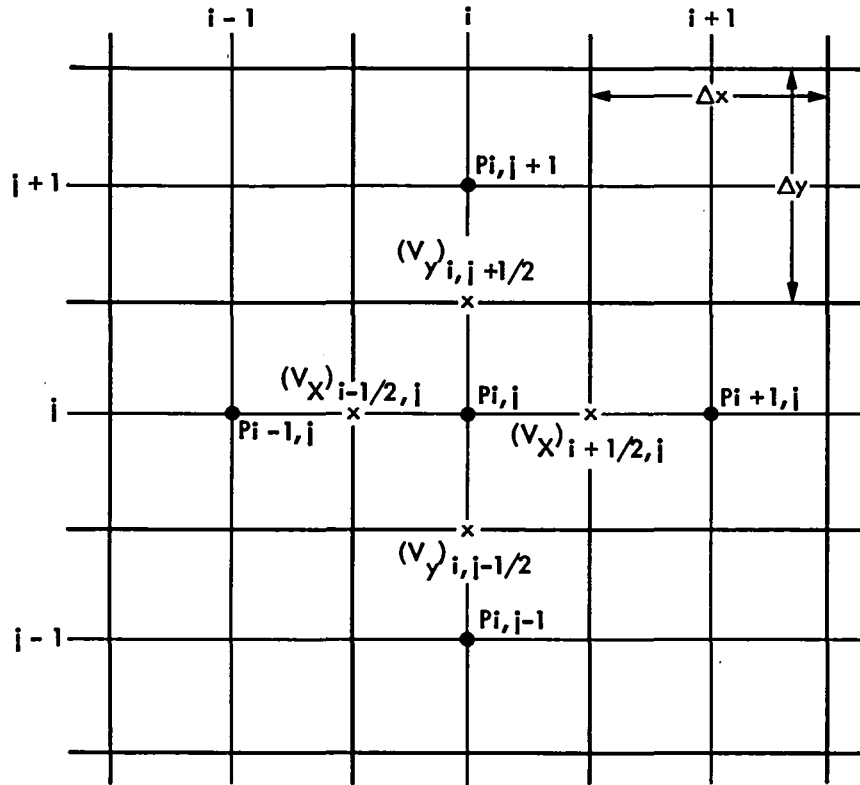 i - 1 i i + 1
Δx
j + 1 Pi, j + 1 Δy
(Vy)i, j + 1/2
(VX)i-1/2, j Pi, j Pi + 1, j
i Pi - 1, j (VX)i + 1/2, j
(Vy)i, j-1/2
j - 1 Pi, j-1